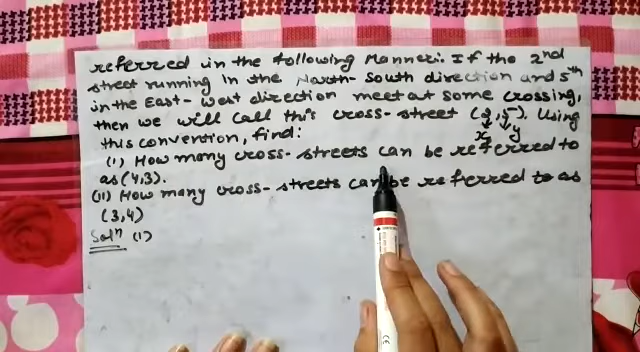 referred in the following Manner: If the 2nd
street running in the North-South direction and 5th
in the East-West direction meet at some crossing,
then we will call this cross-street (2,5). Using
x y
this convention, find:
(i) How many cross-streets can be referred to
as (4,3).
(ii) How many cross-streets can be referred to as
(3,4)
Soln (i)